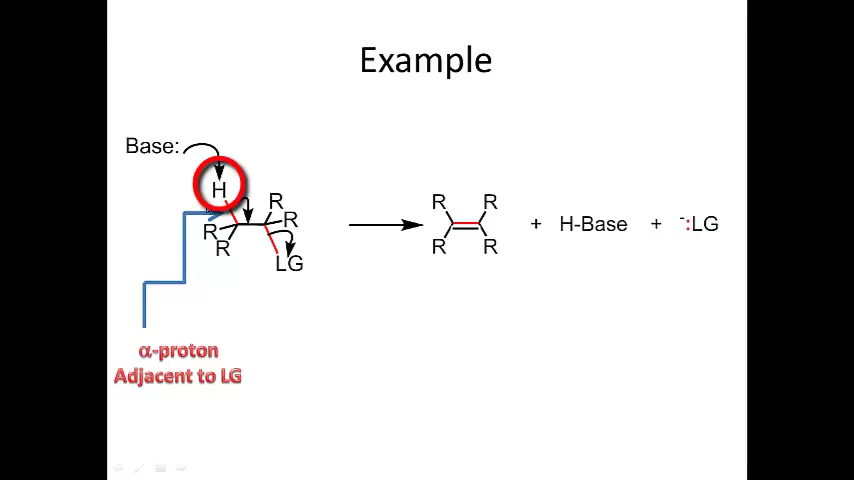 Example
Base:
H
R
R
R
R
LG
R R
R R
+ H-Base + -:LG
α-proton
Adjacent to LG